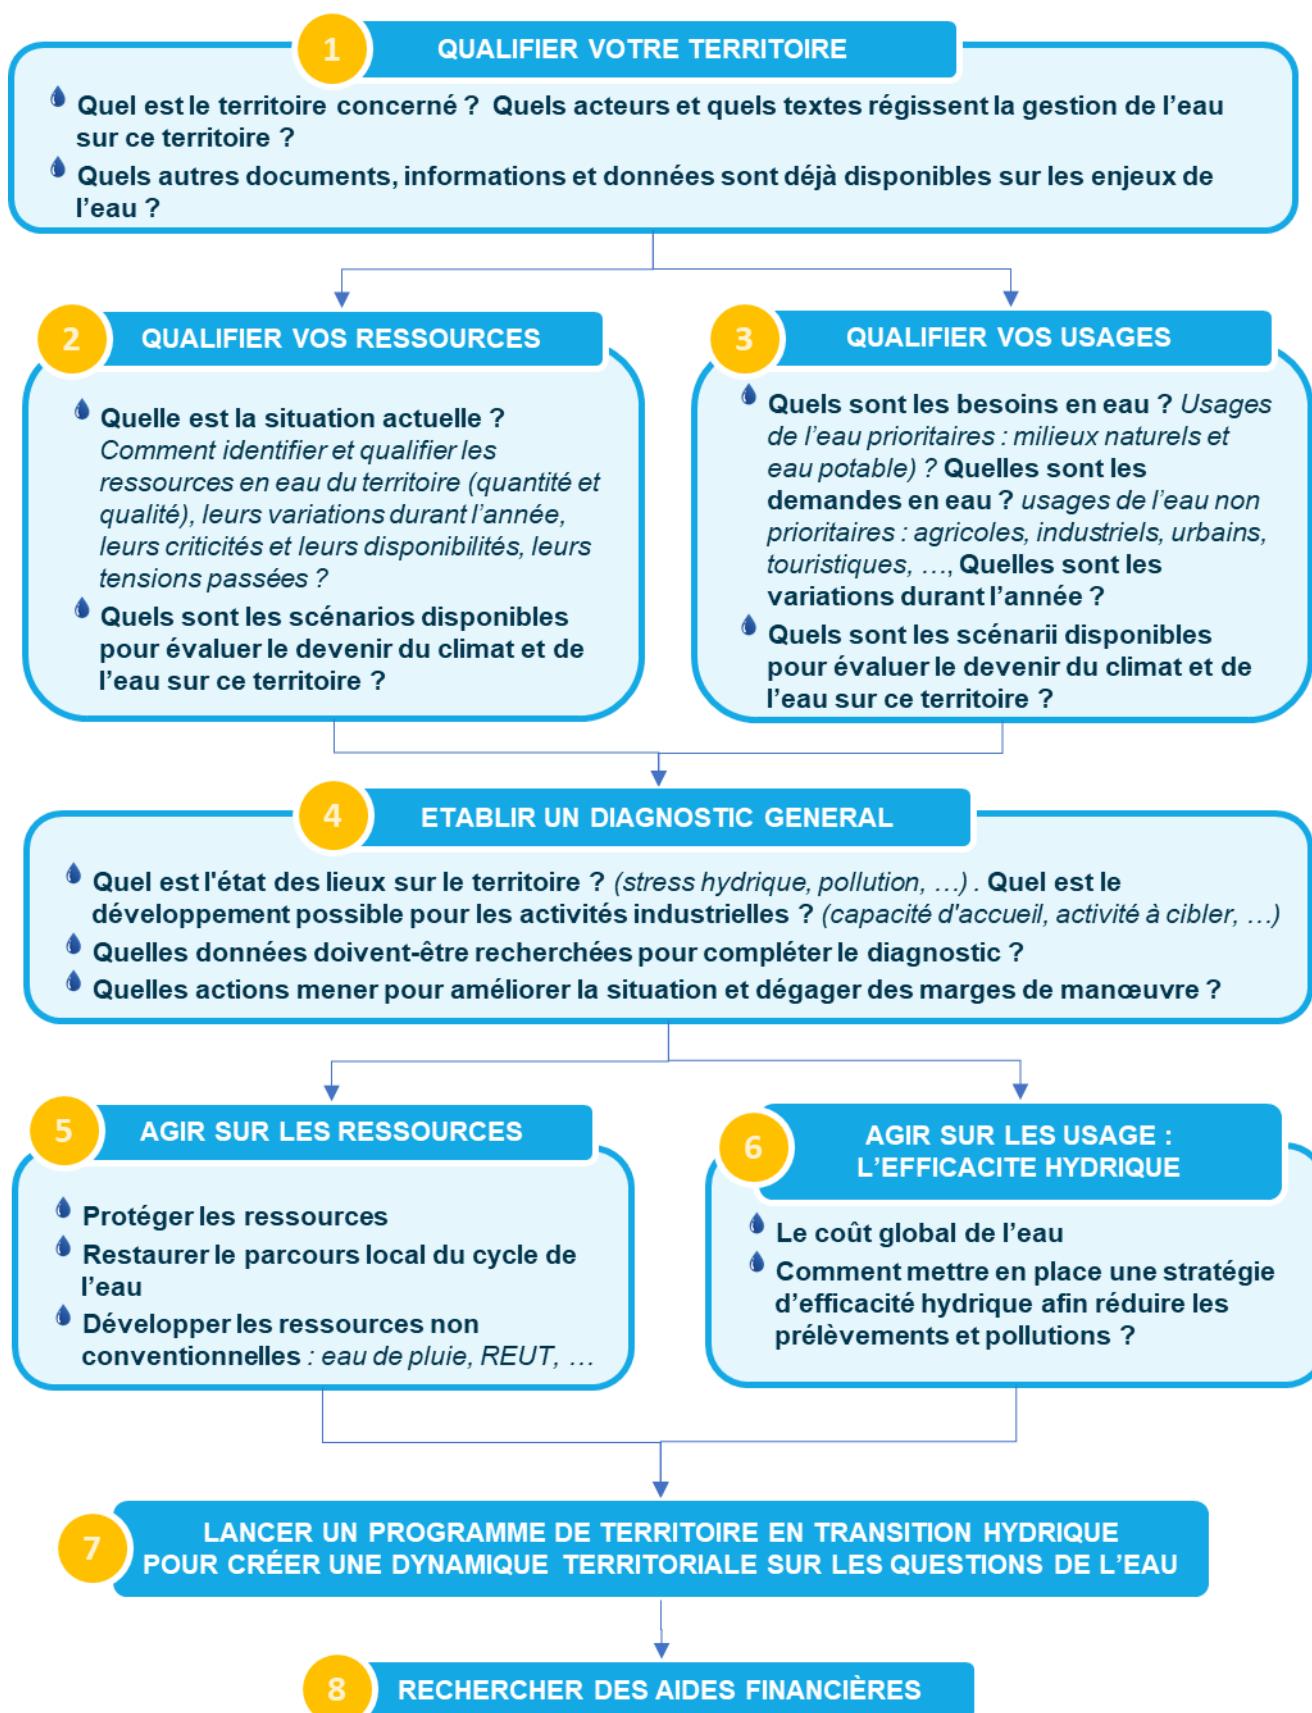 1
QUALIFIER VOTRE TERRITOIRE
Quel est le territoire concerné ? Quels acteurs et quels textes régissent la gestion de l’eau
sur ce territoire ?
Quels autres documents, informations et données sont déjà disponibles sur les enjeux de
l’eau ?
2
QUALIFIER VOS RESSOURCES
Quelle est la situation actuelle ?
Comment identifier et qualifier les
ressources en eau du territoire (quantité et
qualité), leurs variations durant l’année,
leurs criticités et leurs disponibilités, leurs
tensions passées ?
Quels sont les scénarios disponibles
pour évaluer le devenir du climat et de
l’eau sur ce territoire ?
3
QUALIFIER VOS USAGES
Quels sont les besoins en eau ? Usages
de l’eau prioritaires : milieux naturels et
eau potable) ? Quelles sont les
demandes en eau ? usages de l’eau non
prioritaires : agricoles, industriels, urbains,
touristiques, …, Quelles sont les
variations durant l’année ?
Quels sont les scénarii disponibles
pour évaluer le devenir du climat et de
l’eau sur ce territoire ?
4
ETABLIR UN DIAGNOSTIC GENERAL
Quel est l'état des lieux sur le territoire ? (stress hydrique, pollution, …) . Quel est le
développement possible pour les activités industrielles ? (capacité d'accueil, activité à cibler, …)
Quelles données doivent-être recherchées pour compléter le diagnostic ?
Quelles actions mener pour améliorer la situation et dégager des marges de manœuvre ?
5
AGIR SUR LES RESSOURCES
Protéger les ressources
Restaurer le parcours local du cycle de
l’eau
Développer les ressources non
conventionnelles : eau de pluie, REUT, …
6
AGIR SUR LES USAGE :
L’EFFICACITE HYDRIQUE
Le coût global de l’eau
Comment mettre en place une stratégie
d’efficacité hydrique afin réduire les
prélèvements et pollutions ?
7
LANCER UN PROGRAMME DE TERRITOIRE EN TRANSITION HYDRIQUE
POUR CRÉER UNE DYNAMIQUE TERRITORIALE SUR LES QUESTIONS DE L’EAU
8
RECHERCHER DES AIDES FINANCIÈRES